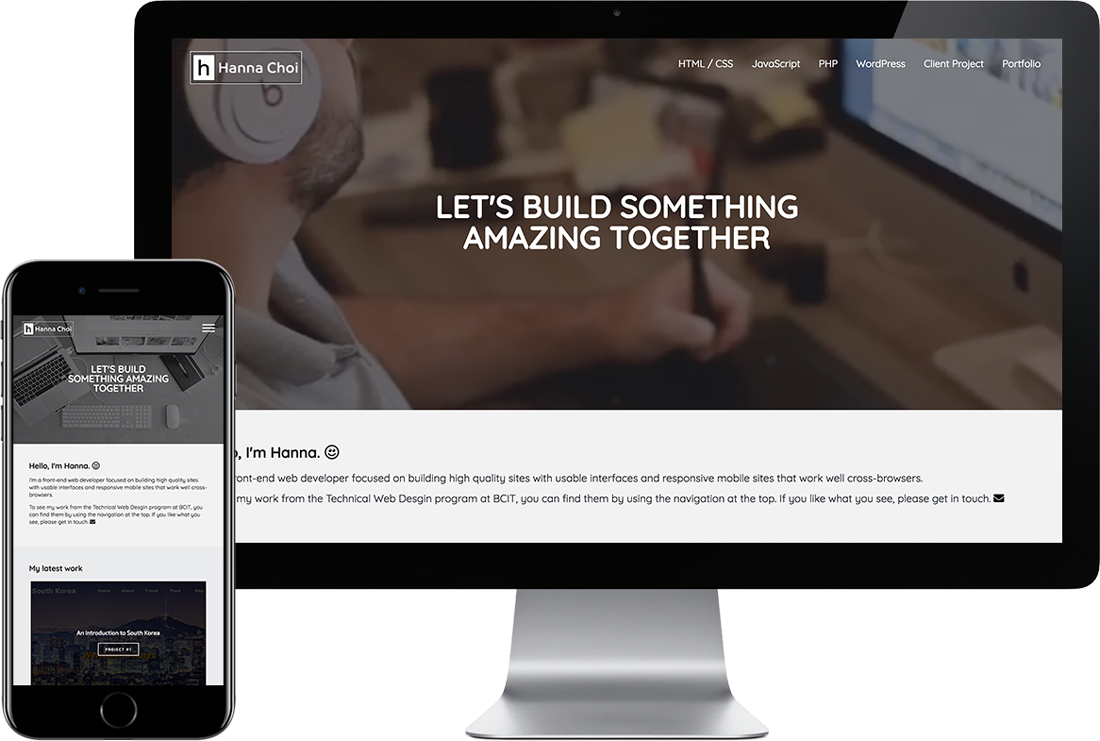 h Hanna Choi
HTML / CSS JavaScript PHP WordPress Client Project Portfolio
LET'S BUILD SOMETHING
AMAZING TOGETHER
, I'm Hanna.
ront-end web developer focused on building high quality sites with usable interfaces and responsive mobile sites that work well cross-browsers.
my work from the Technical Web Desgin program at BCIT, you can find them by using the navigation at the top. If you like what you see, please get in touch.
h Hanna Choi
LET'S BUILD
SOMETHING AMAZING
TOGETHER
Hello, I'm Hanna.
I'm a front-end web developer focused on building high quality sites
with usable interfaces and responsive mobile sites that work well cross-
browsers.
To see my work from the Technical Web Desgin program at BCIT, you
can find them by using the navigation at the top. If you like what you
see, please get in touch.
My latest work
South Korea Home About Travel Food
An introduction to South Korea
PROJECT #1